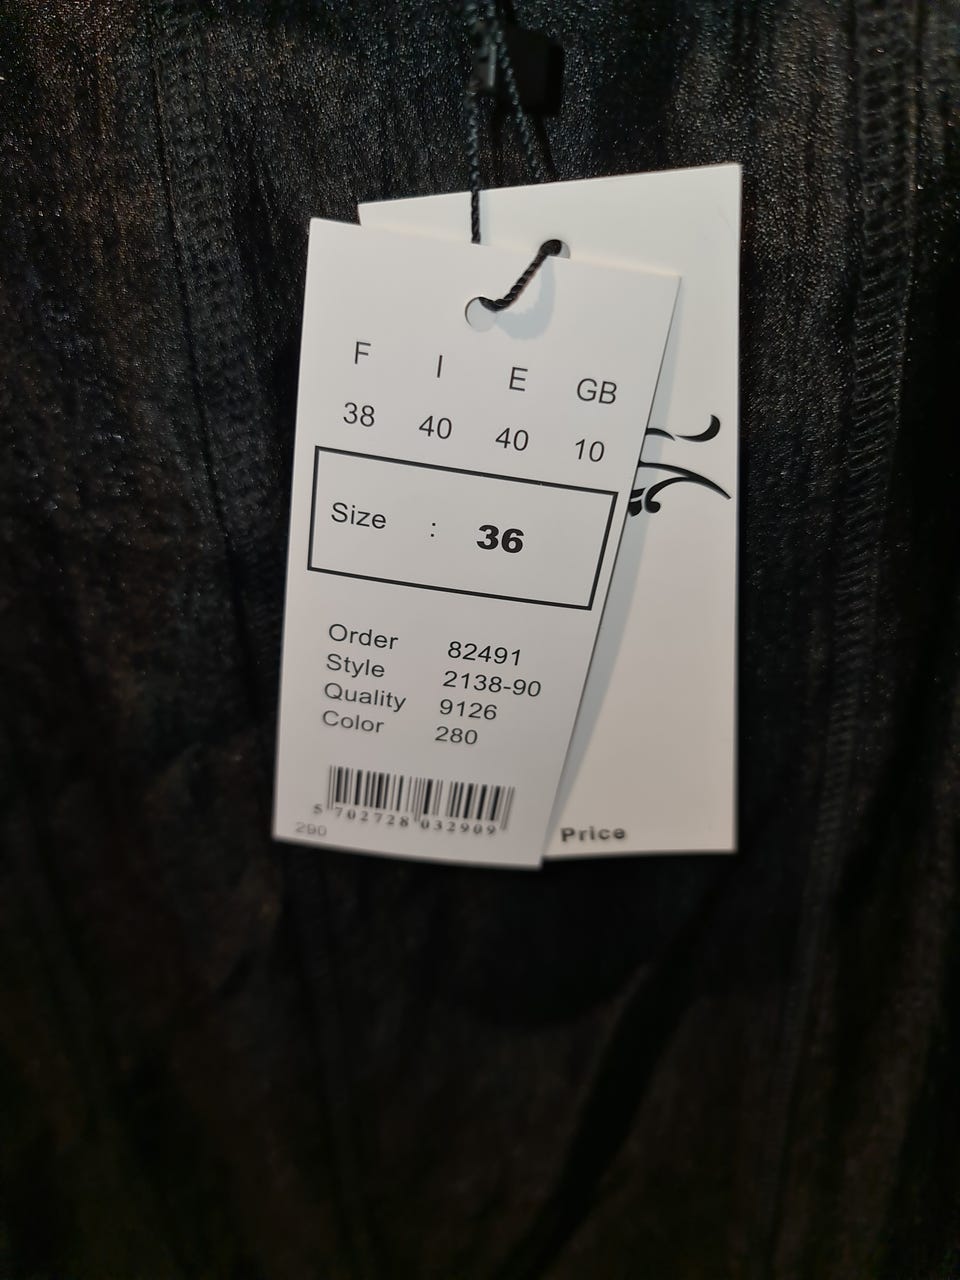 F I E GB
38 40 40 10
Size : 36
Order 82491
Style 2138-90
Quality 9126
Color 280
5 702728 032909
290
Price